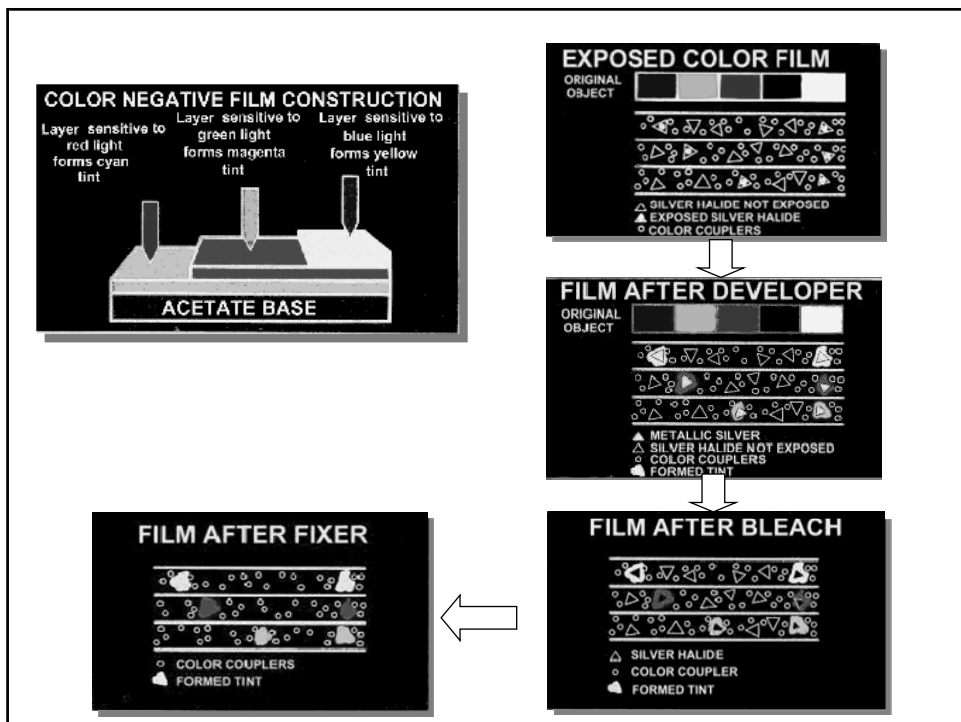 COLOR NEGATIVE FILM CONSTRUCTION
Layer sensitive to
red light
forms cyan
tint
Layer sensitive to
green light
forms magenta
tint
Layer sensitive to
blue light
forms yellow
tint
ACETATE BASE
EXPOSED COLOR FILM
ORIGINAL
OBJECT
SILVER HALIDE NOT EXPOSED
EXPOSED SILVER HALIDE
COLOR COUPLERS
FILM AFTER DEVELOPER
ORIGINAL
OBJECT
METALLIC SILVER
SILVER HALIDE NOT EXPOSED
COLOR COUPLERS
FORMED TINT
FILM AFTER BLEACH
SILVER HALIDE
COLOR COUPLER
FORMED TINT
FILM AFTER FIXER
COLOR COUPLERS
FORMED TINT